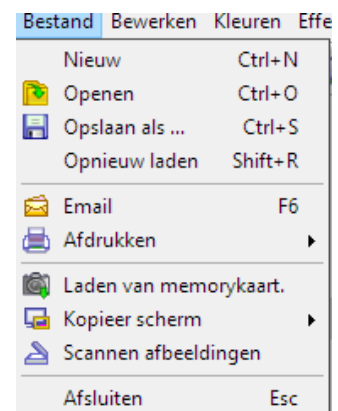 Bestand Bewerken Kleuren Effe
Nieuw Ctrl+N
Openen Ctrl+O
Opslaan als ... Ctrl+S
Opnieuw laden Shift+R
Email F6
Afdrukken
Laden van memorykaart.
Kopieer scherm
Scannen afbeeldingen
Afsluiten Esc